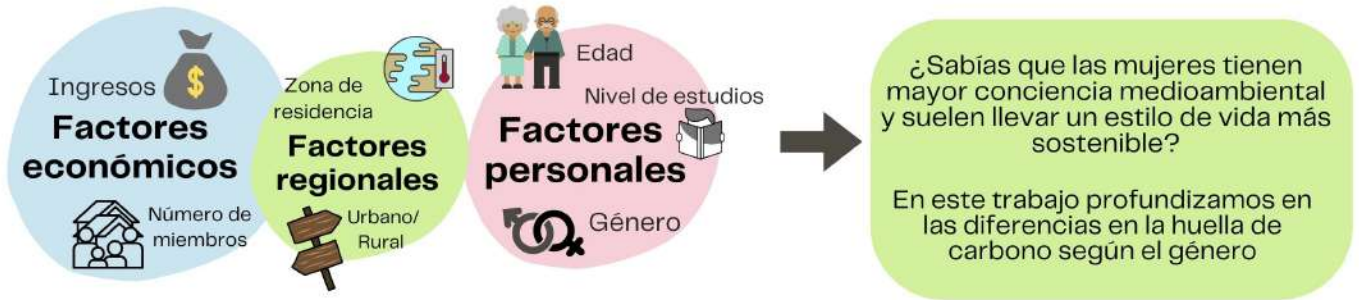 Ingresos
Factores
económicos
Número de
miembros
Zona de
residencia
Factores
regionales
Urbano/
Rural
Edad
Nivel de estudios
Factores
personales
Género
¿Sabías que las mujeres tienen
mayor conciencia medioambiental
y suelen llevar un estilo de vida más
sostenible?
En este trabajo profundizamos en
las diferencias en la huella de
carbono según el género